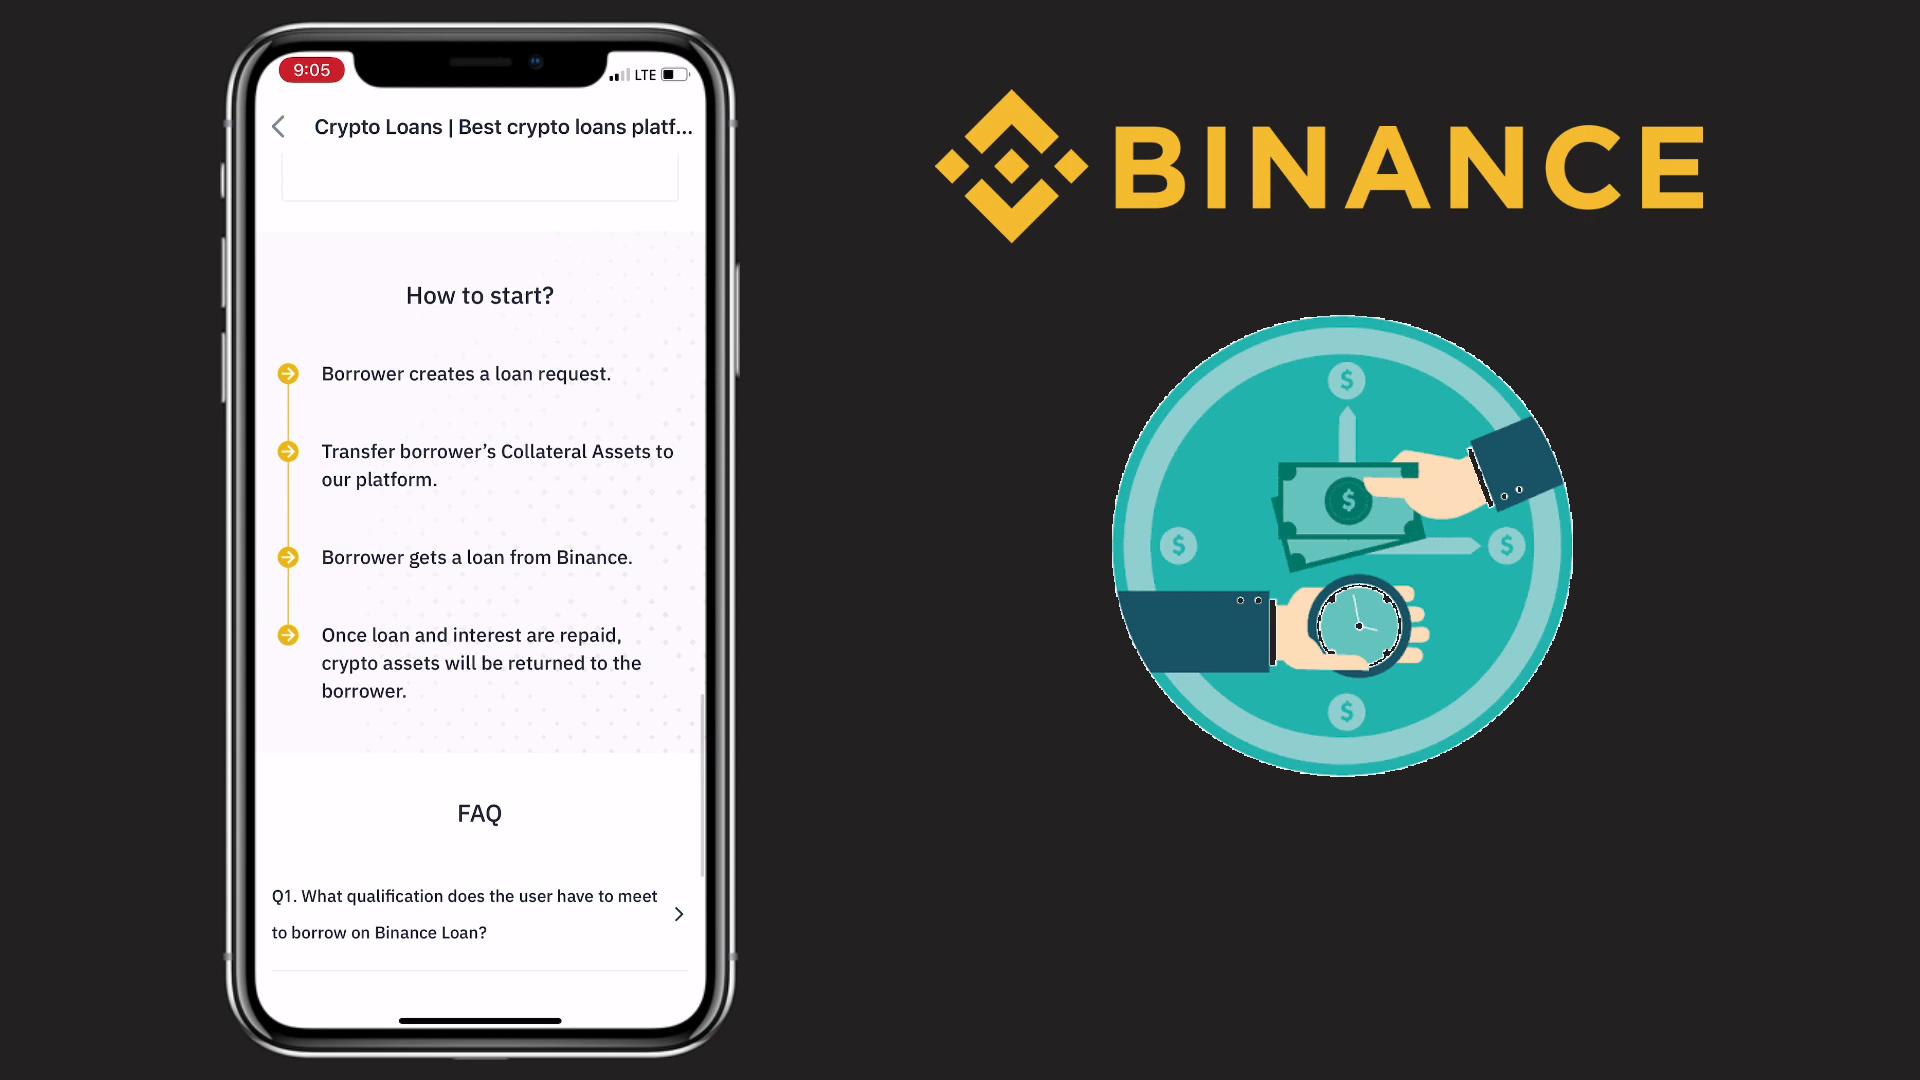 9:05
LTE
Crypto Loans | Best crypto loans platf...
How to start?
Borrower creates a loan request.
Transfer borrower’s Collateral Assets to
our platform.
Borrower gets a loan from Binance.
Once loan and interest are repaid,
crypto assets will be returned to the
borrower.
FAQ
Q1. What qualification does the user have to meet
to borrow on Binance Loan?
BINANCE
$
$
$
$
$